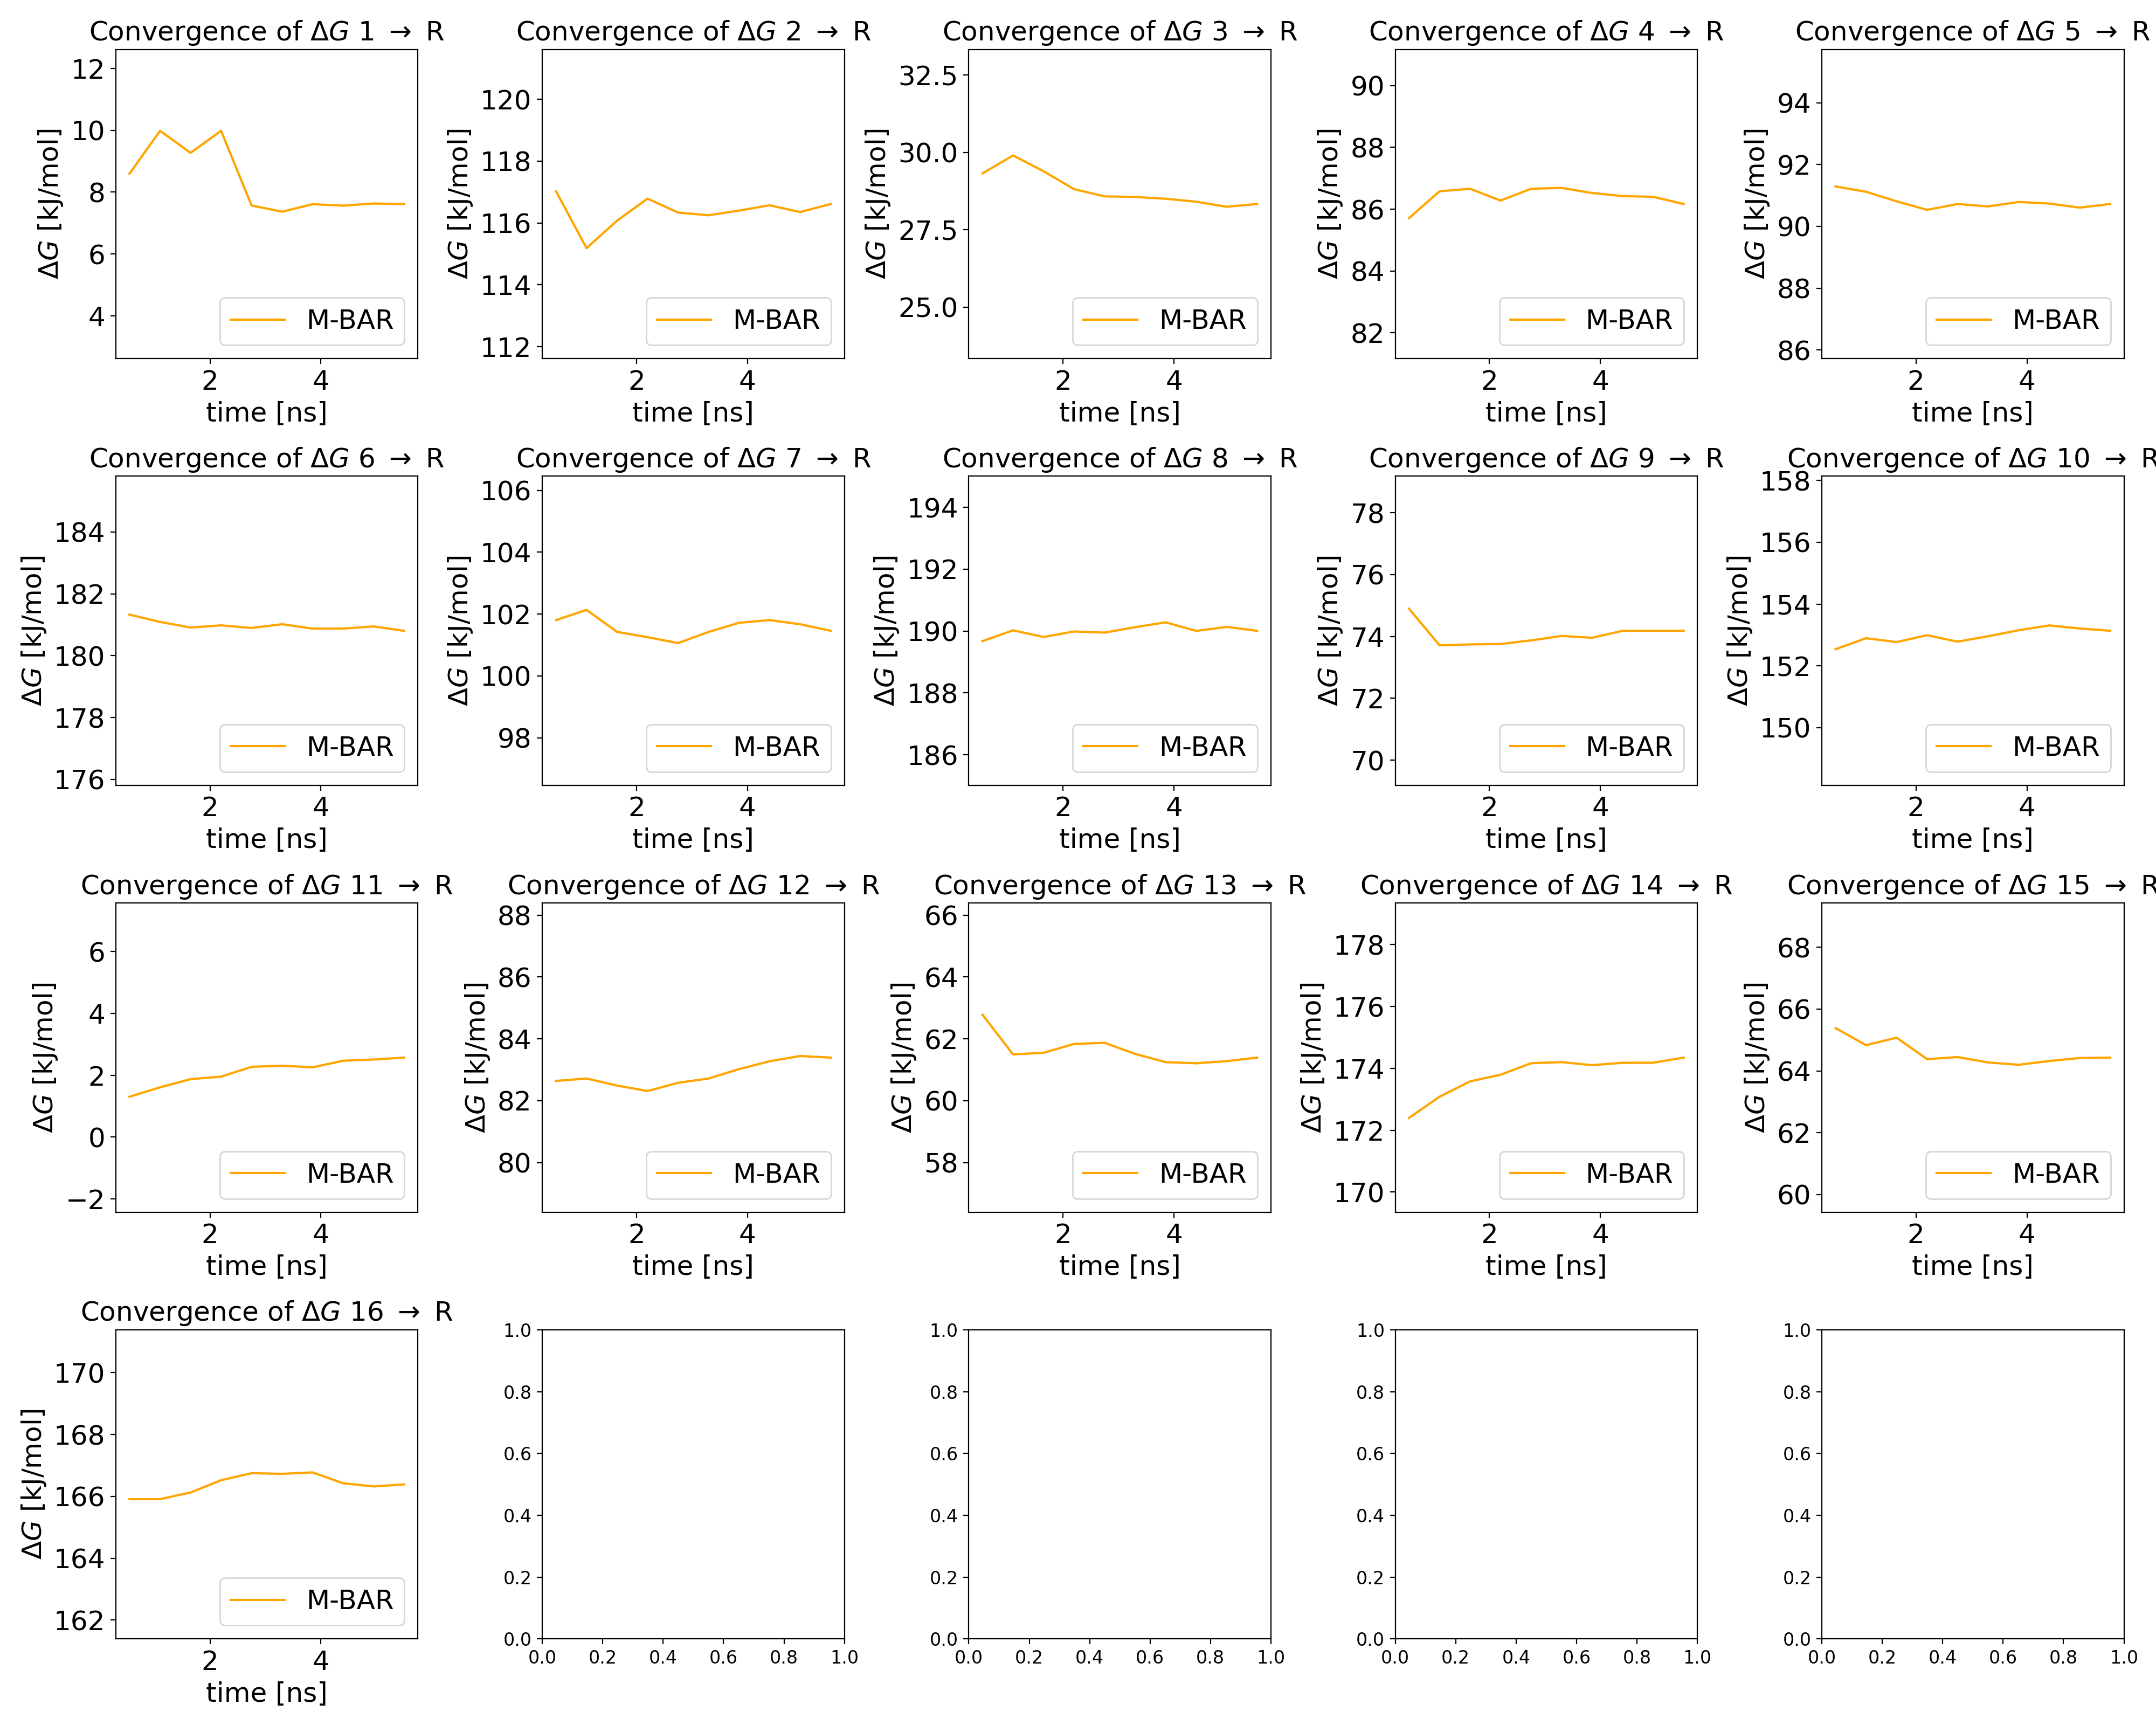 Convergence of ΔG 1 → R
12
10
8
6
4
ΔG [kJ/mol]
M-BAR
2 4
time [ns]
Convergence of ΔG 2 → R
120
118
116
114
112
ΔG [kJ/mol]
M-BAR
2 4
time [ns]
Convergence of ΔG 3 → R
32.5
30.0
27.5
25.0
ΔG [kJ/mol]
M-BAR
2 4
time [ns]
Convergence of ΔG 4 → R
90
88
86
84
82
ΔG [kJ/mol]
M-BAR
2 4
time [ns]
Convergence of ΔG 5 → R
94
92
90
88
86
ΔG [kJ/mol]
M-BAR
2 4
time [ns]
Convergence of ΔG 6 → R
184
182
180
178
176
ΔG [kJ/mol]
M-BAR
2 4
time [ns]
Convergence of ΔG 7 → R
106
104
102
100
98
ΔG [kJ/mol]
M-BAR
2 4
time [ns]
Convergence of ΔG 8 → R
194
192
190
188
186
ΔG [kJ/mol]
M-BAR
2 4
time [ns]
Convergence of ΔG 9 → R
78
76
74
72
70
ΔG [kJ/mol]
M-BAR
2 4
time [ns]
Convergence of ΔG 10 → R
158
156
154
152
150
ΔG [kJ/mol]
M-BAR
2 4
time [ns]
Convergence of ΔG 11 → R
6
4
2
0
−2
ΔG [kJ/mol]
M-BAR
2 4
time [ns]
Convergence of ΔG 12 → R
88
86
84
82
80
ΔG [kJ/mol]
M-BAR
2 4
time [ns]
Convergence of ΔG 13 → R
66
64
62
60
58
ΔG [kJ/mol]
M-BAR
2 4
time [ns]
Convergence of ΔG 14 → R
178
176
174
172
170
ΔG [kJ/mol]
M-BAR
2 4
time [ns]
Convergence of ΔG 15 → R
68
66
64
62
60
ΔG [kJ/mol]
M-BAR
2 4
time [ns]
Convergence of ΔG 16 → R
170
168
166
164
162
ΔG [kJ/mol]
M-BAR
2 4
time [ns]
1.0
0.8
0.6
0.4
0.2
0.0
0.0 0.2 0.4 0.6 0.8 1.0
1.0
0.8
0.6
0.4
0.2
0.0
0.0 0.2 0.4 0.6 0.8 1.0
1.0
0.8
0.6
0.4
0.2
0.0
0.0 0.2 0.4 0.6 0.8 1.0
1.0
0.8
0.6
0.4
0.2
0.0
0.0 0.2 0.4 0.6 0.8 1.0